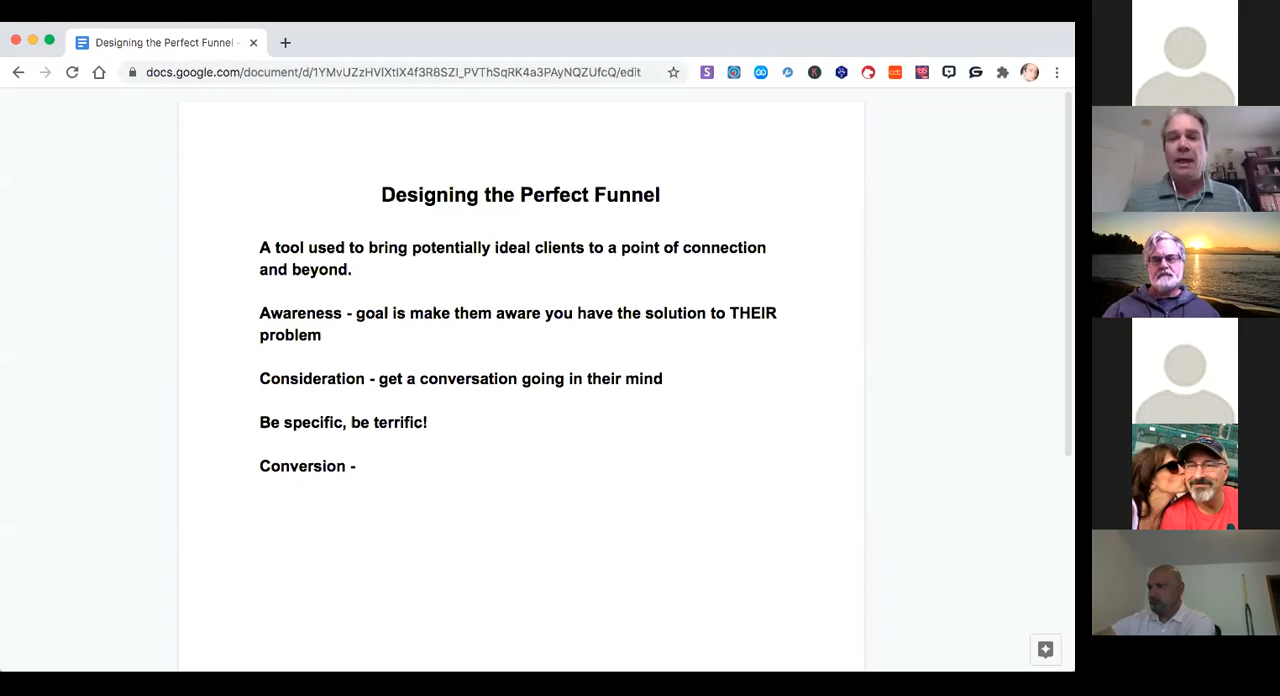 Designing the Perfect Funnel -
docs.google.com/document/d/1YMvUZzHVlXtIX4f3R8SZI_PVThSqRK4a3PAyNQZUfcQ/edit
Designing the Perfect Funnel
A tool used to bring potentially ideal clients to a point of connection
and beyond.
Awareness - goal is make them aware you have the solution to THEIR
problem
Consideration - get a conversation going in their mind
Be specific, be terrific!
Conversion -